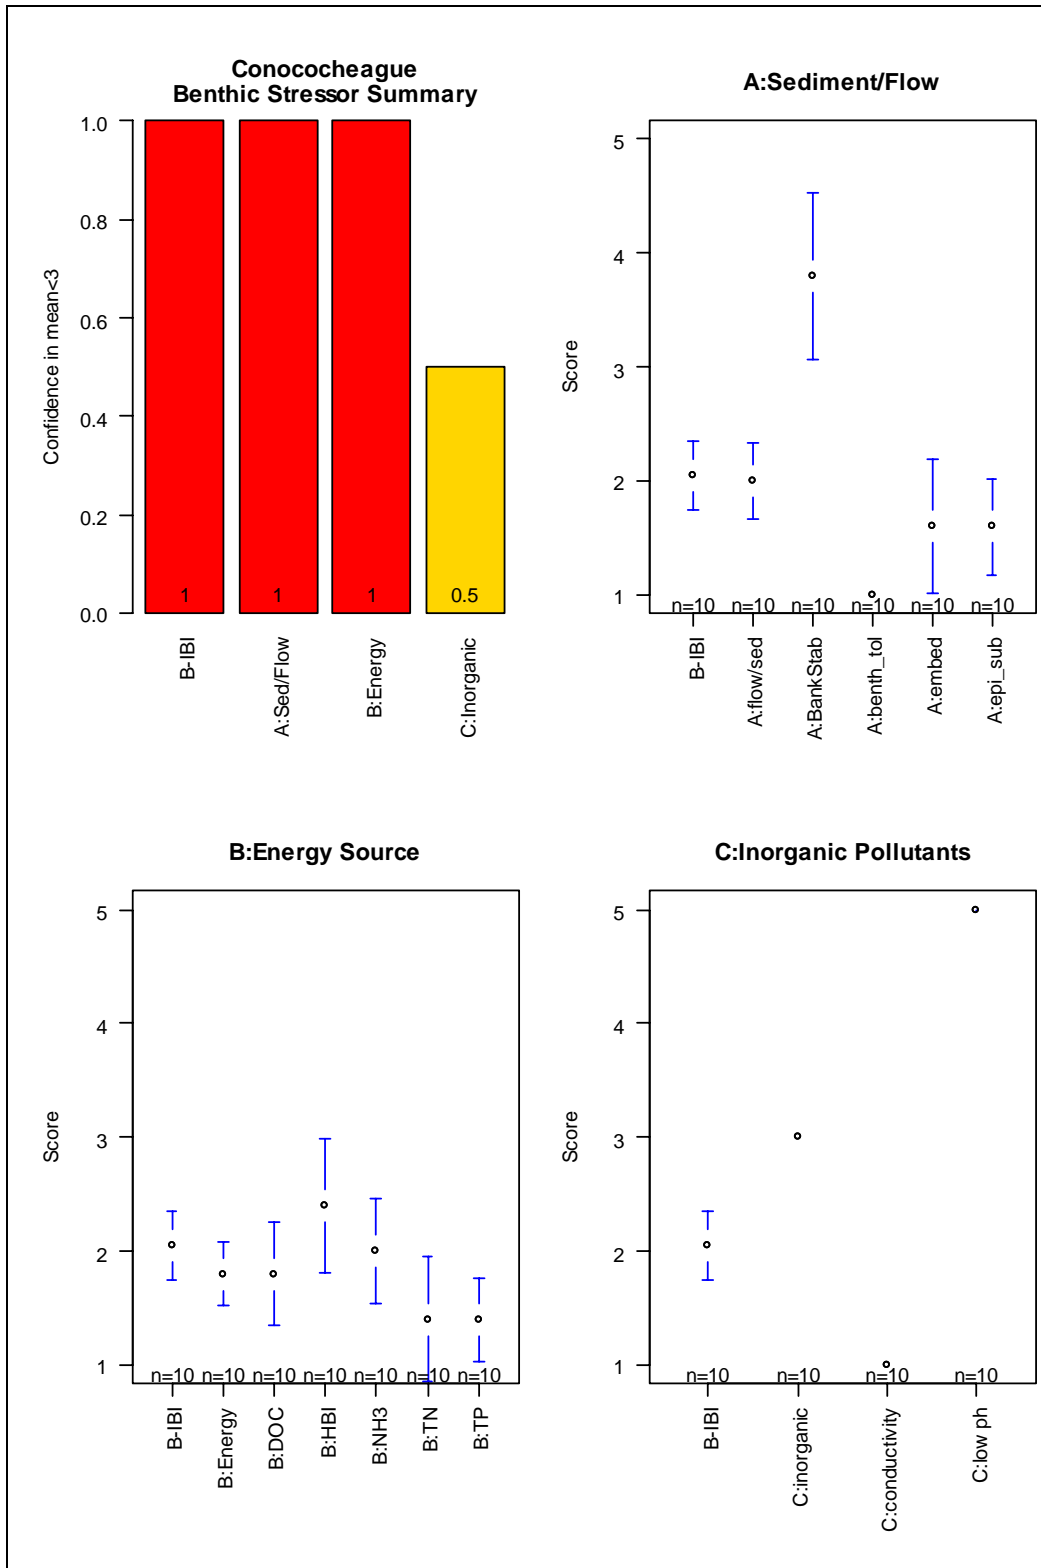 Conococheague
Benthic Stressor Summary
Confidence in mean<3
1.0
0.8
0.6
0.4
0.2
0.0
1
1
1
0.5
B-IBI
A:Sed/Flow
B:Energy
C:Inorganic
A:Sediment/Flow
Score
5
4
3
2
1
n=10
n=10
n=10
n=10
n=10
n=10
B-IBI
A:flow/sed
A:BankStab
A:benth_tol
A:embed
A:epi_sub
B:Energy Source
Score
5
4
3
2
1
n=10
n=10
n=10
n=10
n=10
n=10
n=10
B-IBI
B:Energy
B:DOC
B:HBI
B:NH3
B:TN
B:TP
C:Inorganic Pollutants
Score
5
4
3
2
1
n=10
n=10
n=10
n=10
B-IBI
C:inorganic
C:conductivity
C:low ph